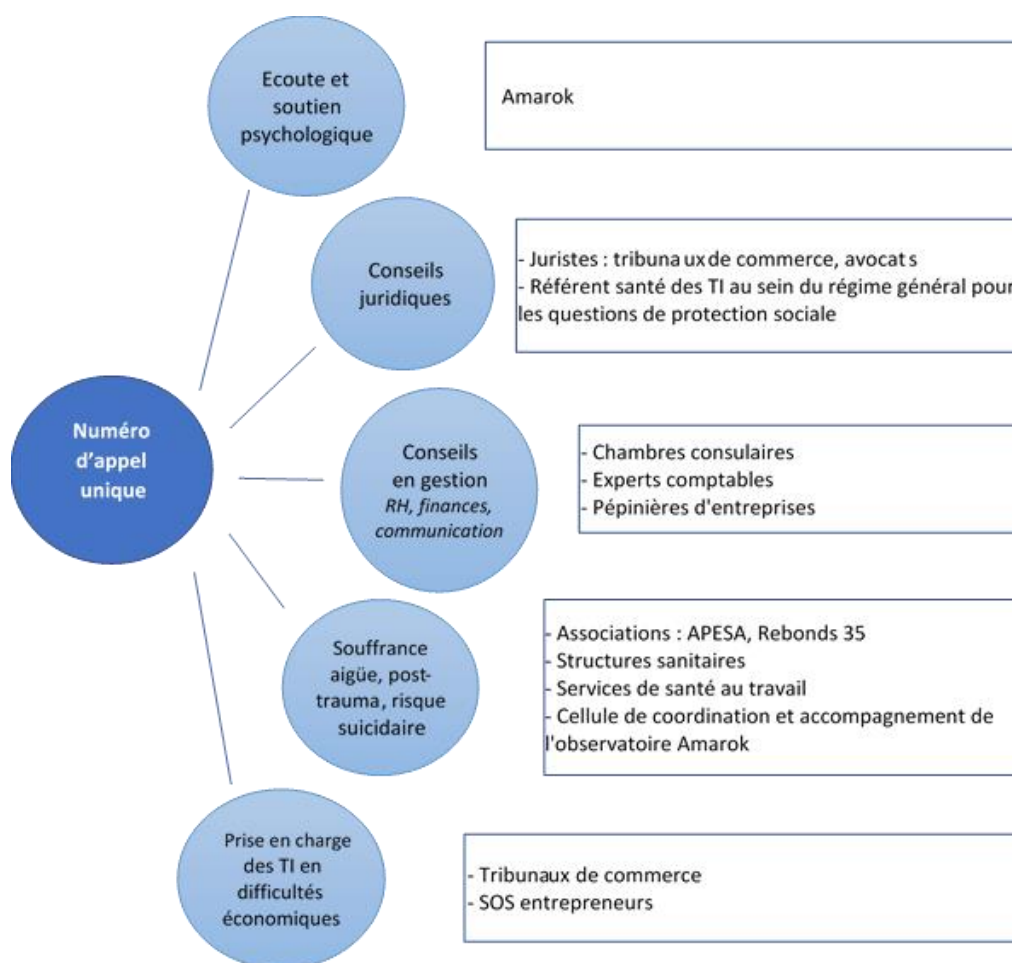 Ecoute et
soutien
psychologique
Amarok
Conseils
juridiques
- Juristes : tribuna ux de commerce, avocat s
- Référent santé des TI au sein du régime général pour
les questions de protection sociale
Numéro
d'appel
unique
Conseils
en gestion
RH, finances,
communication
- Chambres consulaires
- Experts comptables
- Pépinières d'entreprises
Souffrance
aigüe, post-
trauma, risque
suicidaire
- Associations : APESA, Rebonds 35
- Structures sanitaires
- Services de santé au travail
- Cellule de coordination et accompagnement de
l'observatoire Amarok
Prise en charge
des TI en
difficultés
économiques
- Tribunaux de commerce
- SOS entrepreneurs